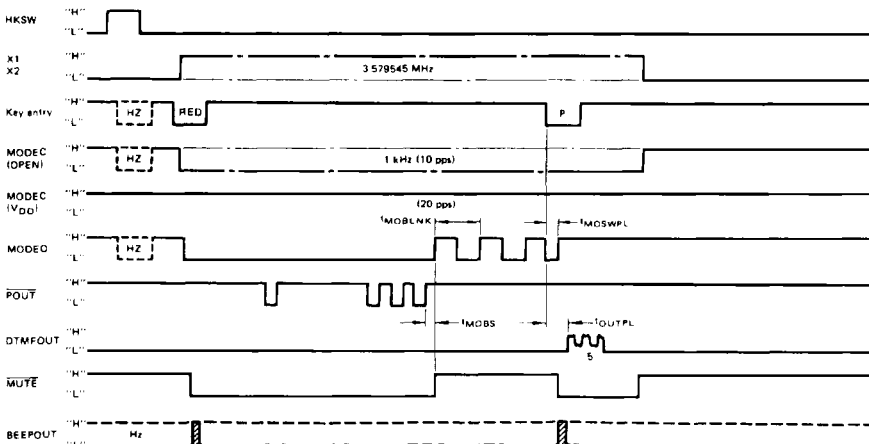 HKSW "H"
"L"
X1
X2 "H"
"L" 3 579545 MHz
Key entry "H"
"L" HZ RED P
MODEC
(OPEN) "H"
"L" HZ 1 kHz (10 pps)
MODEC
(VDD) "H"
"L" (20 pps)
tMOBLNK tMOSWPL
MODEO "H"
"L" HZ
POUT "H"
"L"
tMOBS tOUTPL
DTMFOUT "H"
"L" 5
MUTE "H"
"L"
BEEPOUT "H" Hz